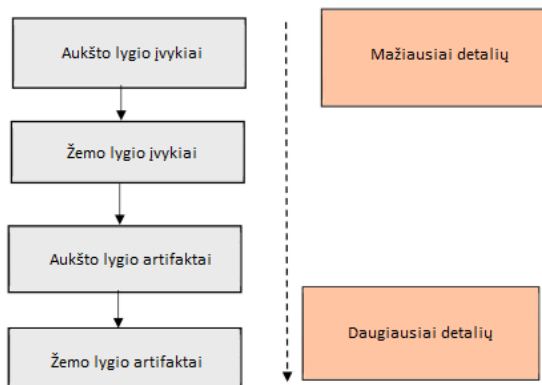 Aukšto lygio įvykiai
Mažiausiai detalių
Žemo lygio įvykiai
Aukšto lygio artifaktai
Daugiausiai detalių
Žemo lygio artifaktai